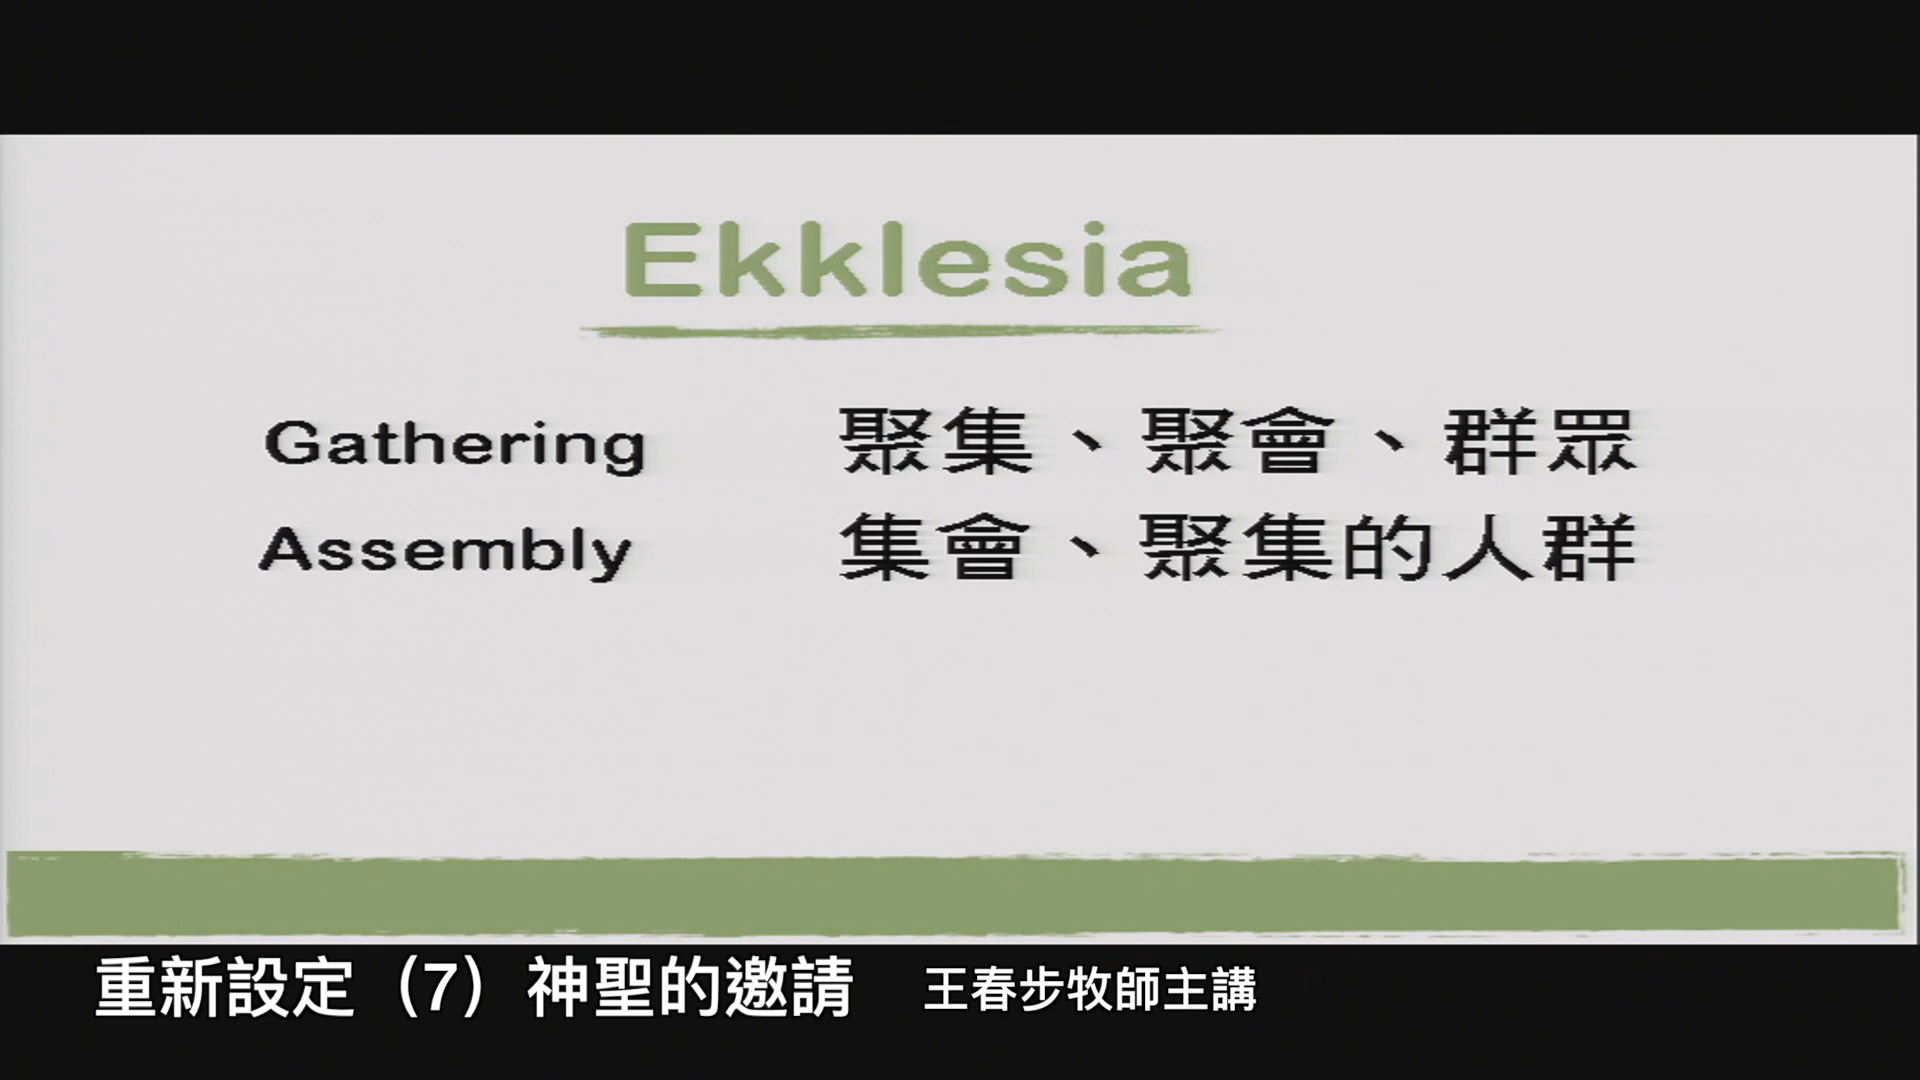 Ekklesia
Gathering 聚集、聚會、群眾
Assembly 集會、聚集的人群
重新設定（7）神聖的邀請 王春步牧師主講